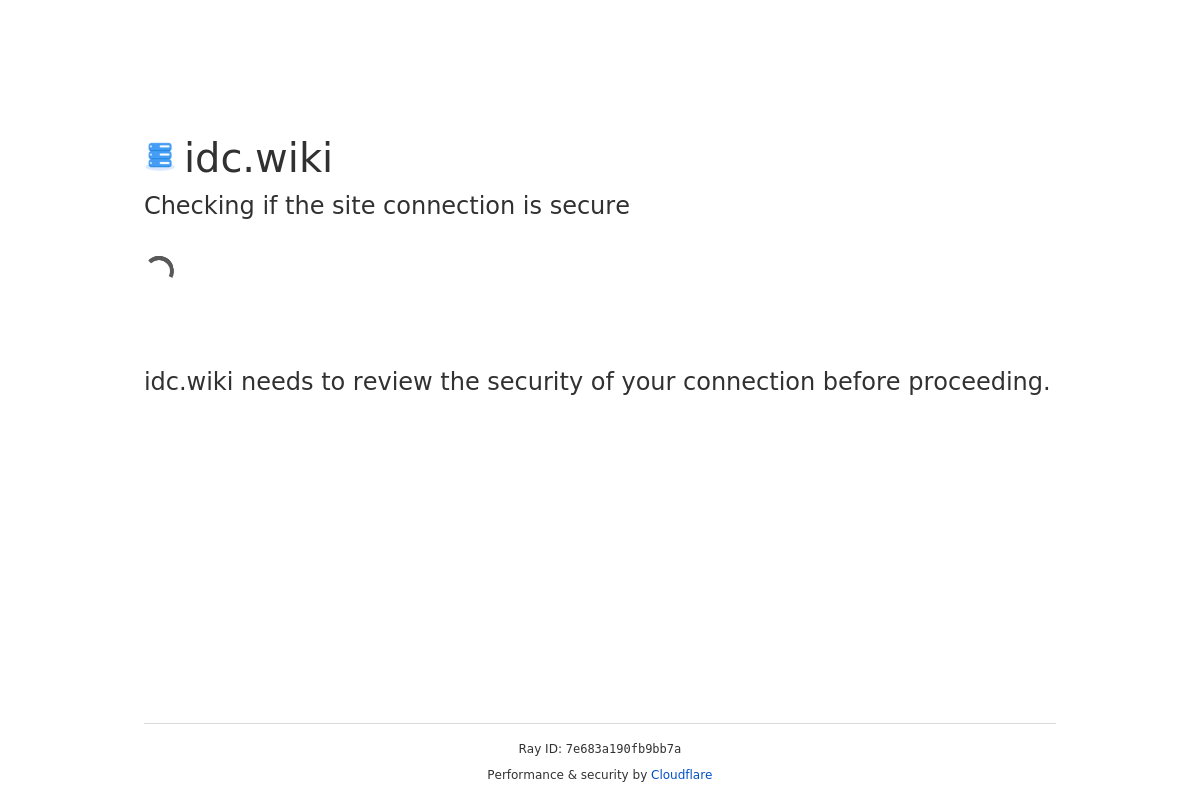 idc.wiki
Checking if the site connection is secure
idc.wiki needs to review the security of your connection before proceeding.
Ray ID: 7e683a190fb9bb7a
Performance & security by Cloudflare